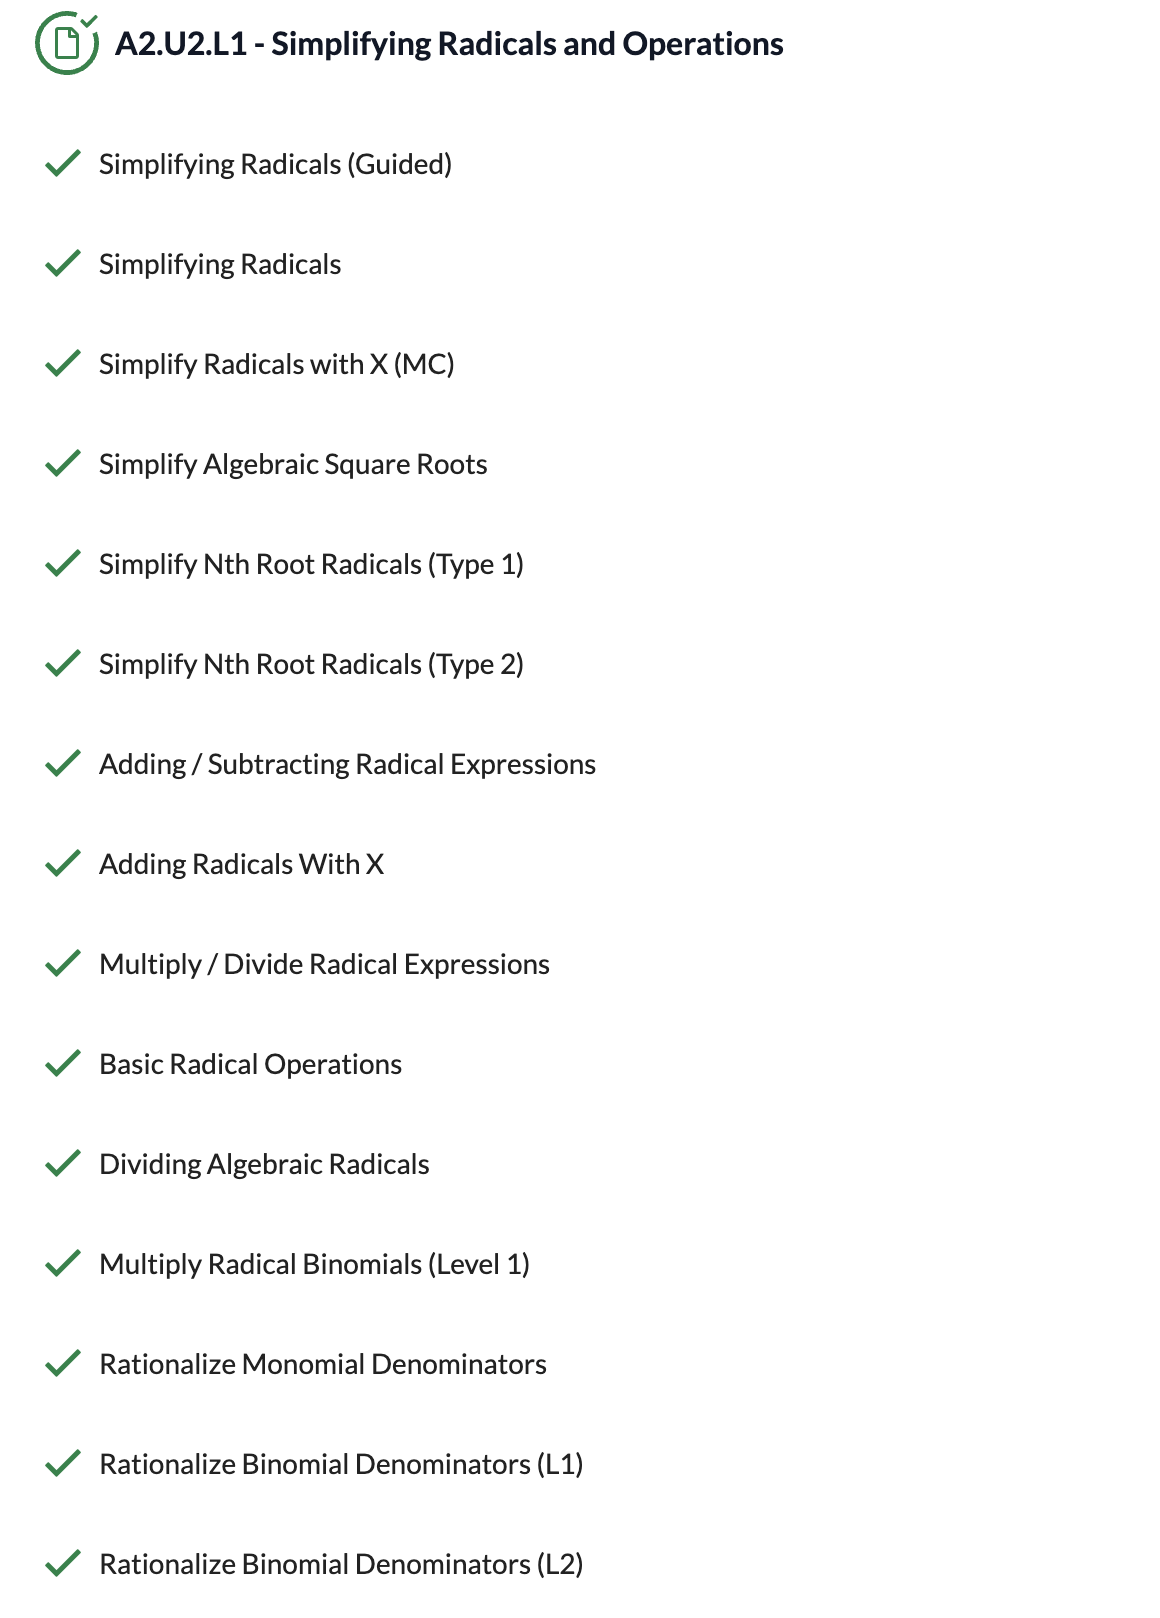 A2.U2.L1 - Simplifying Radicals and Operations
Simplifying Radicals (Guided)
Simplifying Radicals
Simplify Radicals with X (MC)
Simplify Algebraic Square Roots
Simplify Nth Root Radicals (Type 1)
Simplify Nth Root Radicals (Type 2)
Adding / Subtracting Radical Expressions
Adding Radicals With X
Multiply / Divide Radical Expressions
Basic Radical Operations
Dividing Algebraic Radicals
Multiply Radical Binomials (Level 1)
Rationalize Monomial Denominators
Rationalize Binomial Denominators (L1)
Rationalize Binomial Denominators (L2)